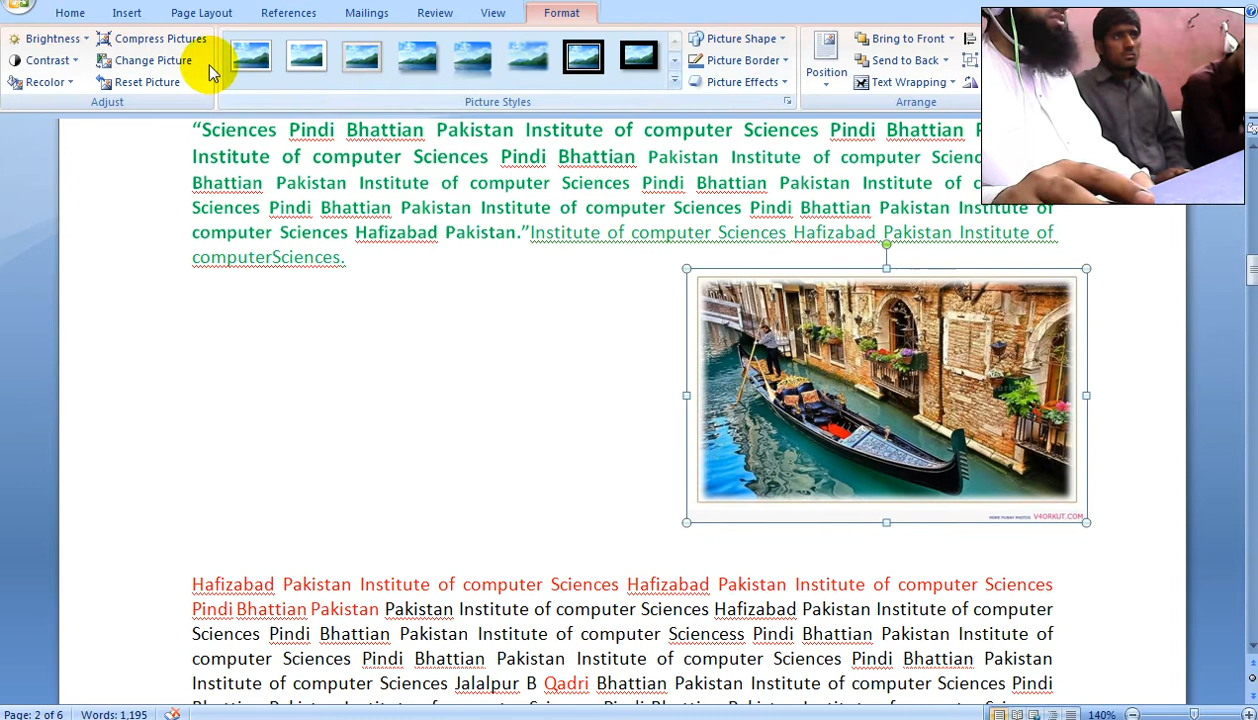 Home Insert Page Layout References Mailings Review View Format
Brightness Compress Pictures Picture Shape Bring to Front
Contrast Change Picture Picture Border Position Send to Back
Recolor Reset Picture Picture Effects Text Wrapping
Adjust Picture Styles Arrange
“Sciences Pindi Bhattian Pakistan Institute of computer Sciences Pindi Bhattian
Institute of computer Sciences Pindi Bhattian Pakistan Institute of computer
Bhattian Pakistan Institute of computer Sciences Pindi Bhattian Pakistan Institute of
Sciences Pindi Bhattian Pakistan Institute of computer Sciences Pindi Bhattian Pakistan Institute of
computer Sciences Hafizabad Pakistan.”Institute of computer Sciences Hafizabad Pakistan Institute of
computerSciences.
V4ORKUT.COM
Hafizabad Pakistan Institute of computer Sciences Hafizabad Pakistan Institute of computer Sciences
Pindi Bhattian Pakistan Pakistan Institute of computer Sciences Hafizabad Pakistan Institute of computer
Sciences Pindi Bhattian Pakistan Institute of computer Sciencess Pindi Bhattian Pakistan Institute of
computer Sciences Pindi Bhattian Pakistan Institute of computer Sciences Pindi Bhattian Pakistan
Institute of computer Sciences Jalalpur B Qadri Bhattian Pakistan Institute of computer Sciences Pindi
Page: 2 of 6 Words: 1,195 140%